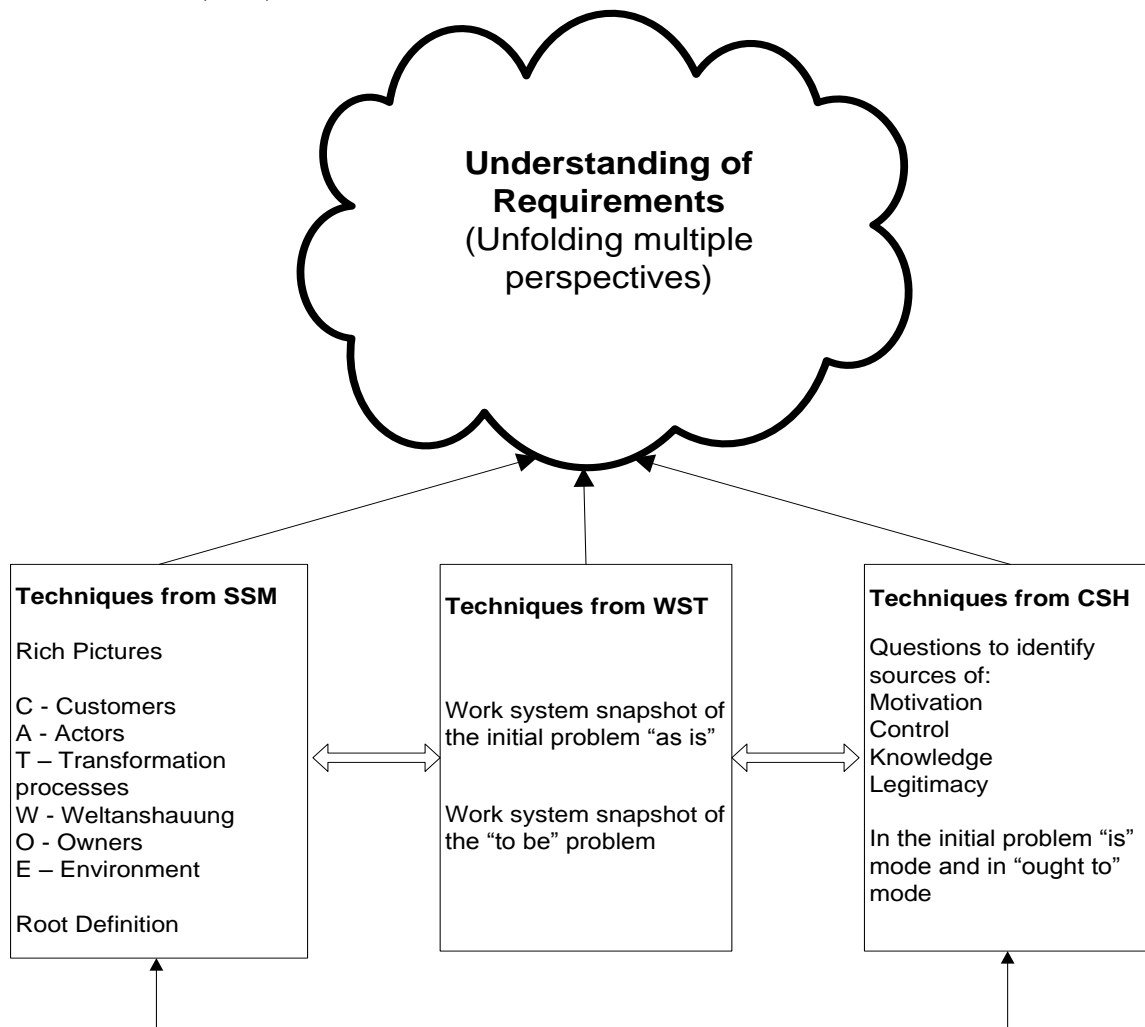 Understanding of
Requirements
(Unfolding multiple
perspectives)
Techniques from SSM
Rich Pictures
C - Customers
A - Actors
T – Transformation
processes
W - Weltanshauung
O - Owners
E – Environment
Root Definition
Techniques from WST
Work system snapshot of
the initial problem “as is”
Work system snapshot of
the “to be” problem
Techniques from CSH
Questions to identify
sources of:
Motivation
Control
Knowledge
Legitimacy
In the initial problem “is”
mode and in “ought to”
mode